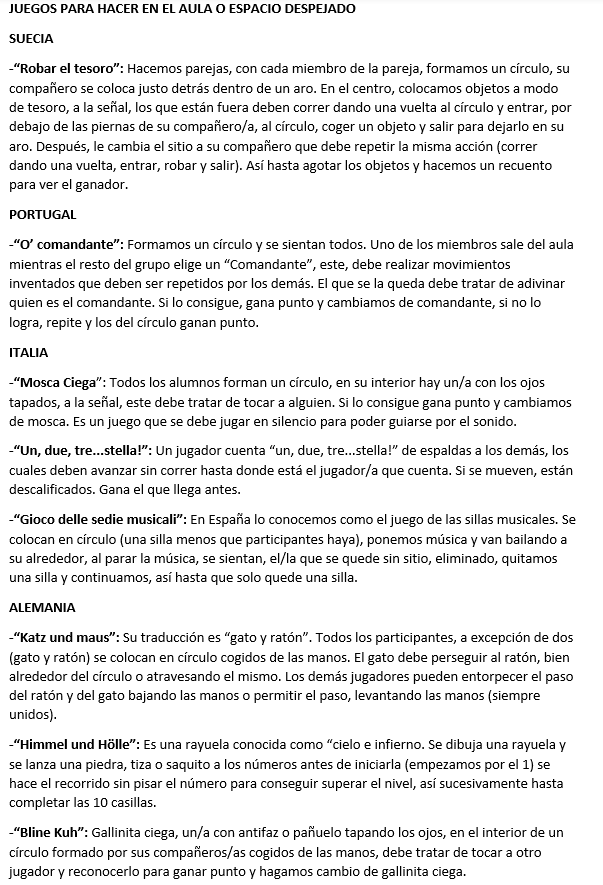 JUEGOS PARA HACER EN EL AULA O ESPACIO DESPEJADO
SUECIA
-“Robar el tesoro”: Hacemos parejas, con cada miembro de la pareja, formamos un círculo, su
compañero se coloca justo detrás dentro de un aro. En el centro, colocamos objetos a modo
de tesoro, a la señal, los que están fuera deben correr dando una vuelta al círculo y entrar, por
debajo de las piernas de su compañero/a, al círculo, coger un objeto y salir para dejarlo en su
aro. Después, le cambia el sitio a su compañero que debe repetir la misma acción (correr
dando una vuelta, entrar, robar y salir). Así hasta agotar los objetos y hacemos un recuento
para ver el ganador.
PORTUGAL
-“O’ comandante”: Formamos un círculo y se sientan todos. Uno de los miembros sale del aula
mientras el resto del grupo elige un “Comandante”, este, debe realizar movimientos
inventados que deben ser repetidos por los demás. El que se la queda debe tratar de adivinar
quien es el comandante. Si lo consigue, gana punto y cambiamos de comandante, si no lo
logra, repite y los del círculo ganan punto.
ITALIA
-“Mosca Ciega”: Todos los alumnos forman un círculo, en su interior hay un/a con los ojos
tapados, a la señal, este debe tratar de tocar a alguien. Si lo consigue gana punto y cambiamos
de mosca. Es un juego que se debe jugar en silencio para poder guiarse por el sonido.
-“Un, due, tre...stella!”: Un jugador cuenta “un, due, tre...stella!” de espaldas a los demás, los
cuales deben avanzar sin correr hasta donde está el jugador/a que cuenta. Si se mueven, están
descalificados. Gana el que llega antes.
-“Gioco delle sedie musicali”: En España lo conocemos como el juego de las sillas musicales. Se
colocan en círculo (una silla menos que participantes haya), ponemos música y van bailando a
su alrededor, al parar la música, se sientan, el/la que se quede sin sitio, eliminado, quitamos
una silla y continuamos, así hasta que solo quede una silla.
ALEMANIA
-“Katz und maus”: Su traducción es “gato y ratón”. Todos los participantes, a excepción de dos
(gato y ratón) se colocan en círculo cogidos de las manos. El gato debe perseguir al ratón, bien
alrededor del círculo o atravesando el mismo. Los demás jugadores pueden entorpecer el paso
del ratón y del gato bajando las manos o permitir el paso, levantando las manos (siempre
unidos).
-“Himmel und Hölle”: Es una rayuela conocida como “cielo e infierno. Se dibuja una rayuela y
se lanza una piedra, tiza o saquito a los números antes de iniciarla (empezamos por el 1) se
hace el recorrido sin pisar el número para conseguir superar el nivel, así sucesivamente hasta
completar las 10 casillas.
-“Bline Kuh”: Gallinita ciega, un/a con antifaz o pañuelo tapando los ojos, en el interior de un
círculo formado por sus compañeros/as cogidos de las manos, debe tratar de tocar a otro
jugador y reconocerlo para ganar punto y hagamos cambio de gallinita ciega.